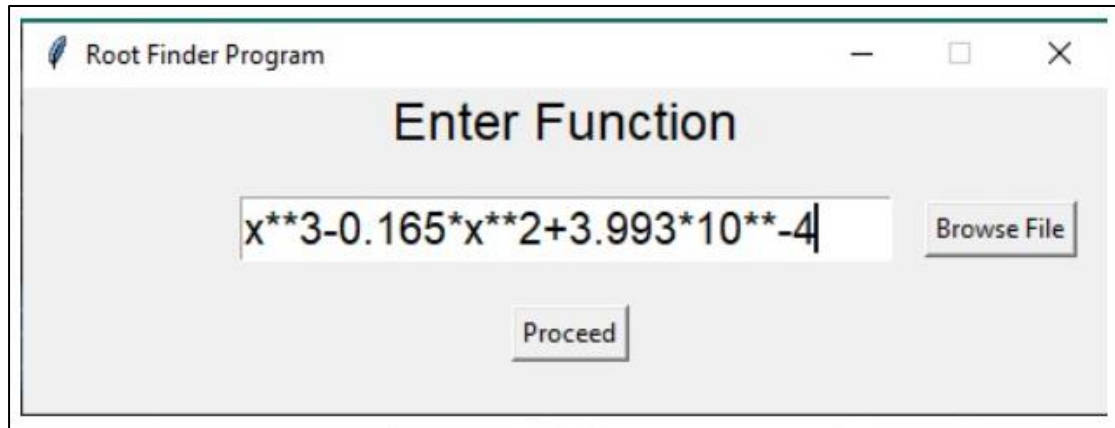 Root Finder Program
Enter Function
x**3-0.165*x**2+3.993*10**-4
Browse File
Proceed